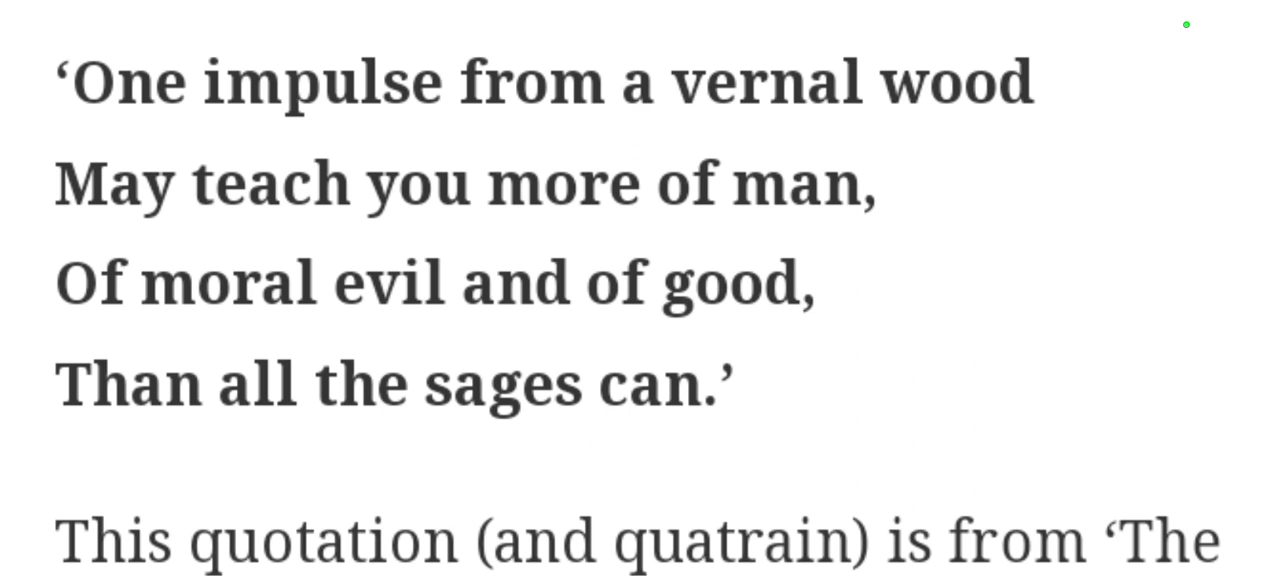 ‘One impulse from a vernal wood
May teach you more of man,
Of moral evil and of good,
Than all the sages can.’
This quotation (and quatrain) is from ‘The